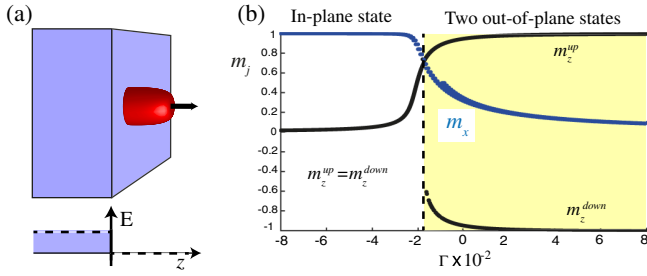 (a)
E
z
(b)
In-plane state
Two out-of-plane states
m_j
1
0.8
0.6
0.4
0.2
0
-0.2
-0.4
-0.6
-0.8
-1
m_z^{up}
m_x
m_z^{up}=m_z^{down}
m_z^{down}
-8 -6 -4 -2 0 2 4 6 8
Γ x10^{-2}